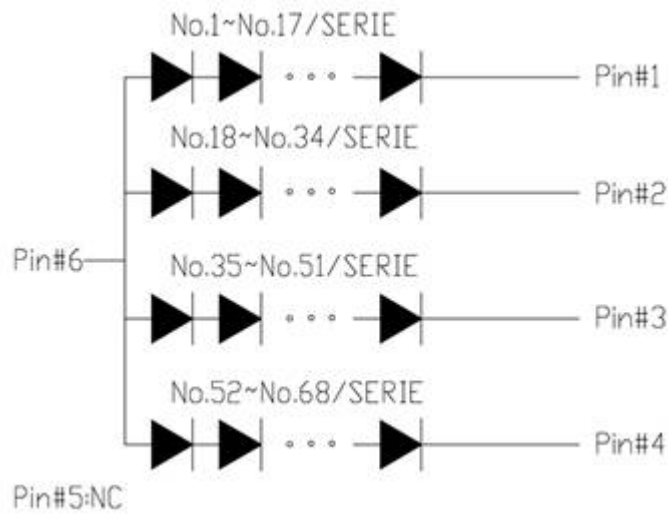 No.1~No.17/SERIE
Pin#1
No.18~No.34/SERIE
Pin#2
Pin#6
No.35~No.51/SERIE
Pin#3
No.52~No.68/SERIE
Pin#4
Pin#5:NC